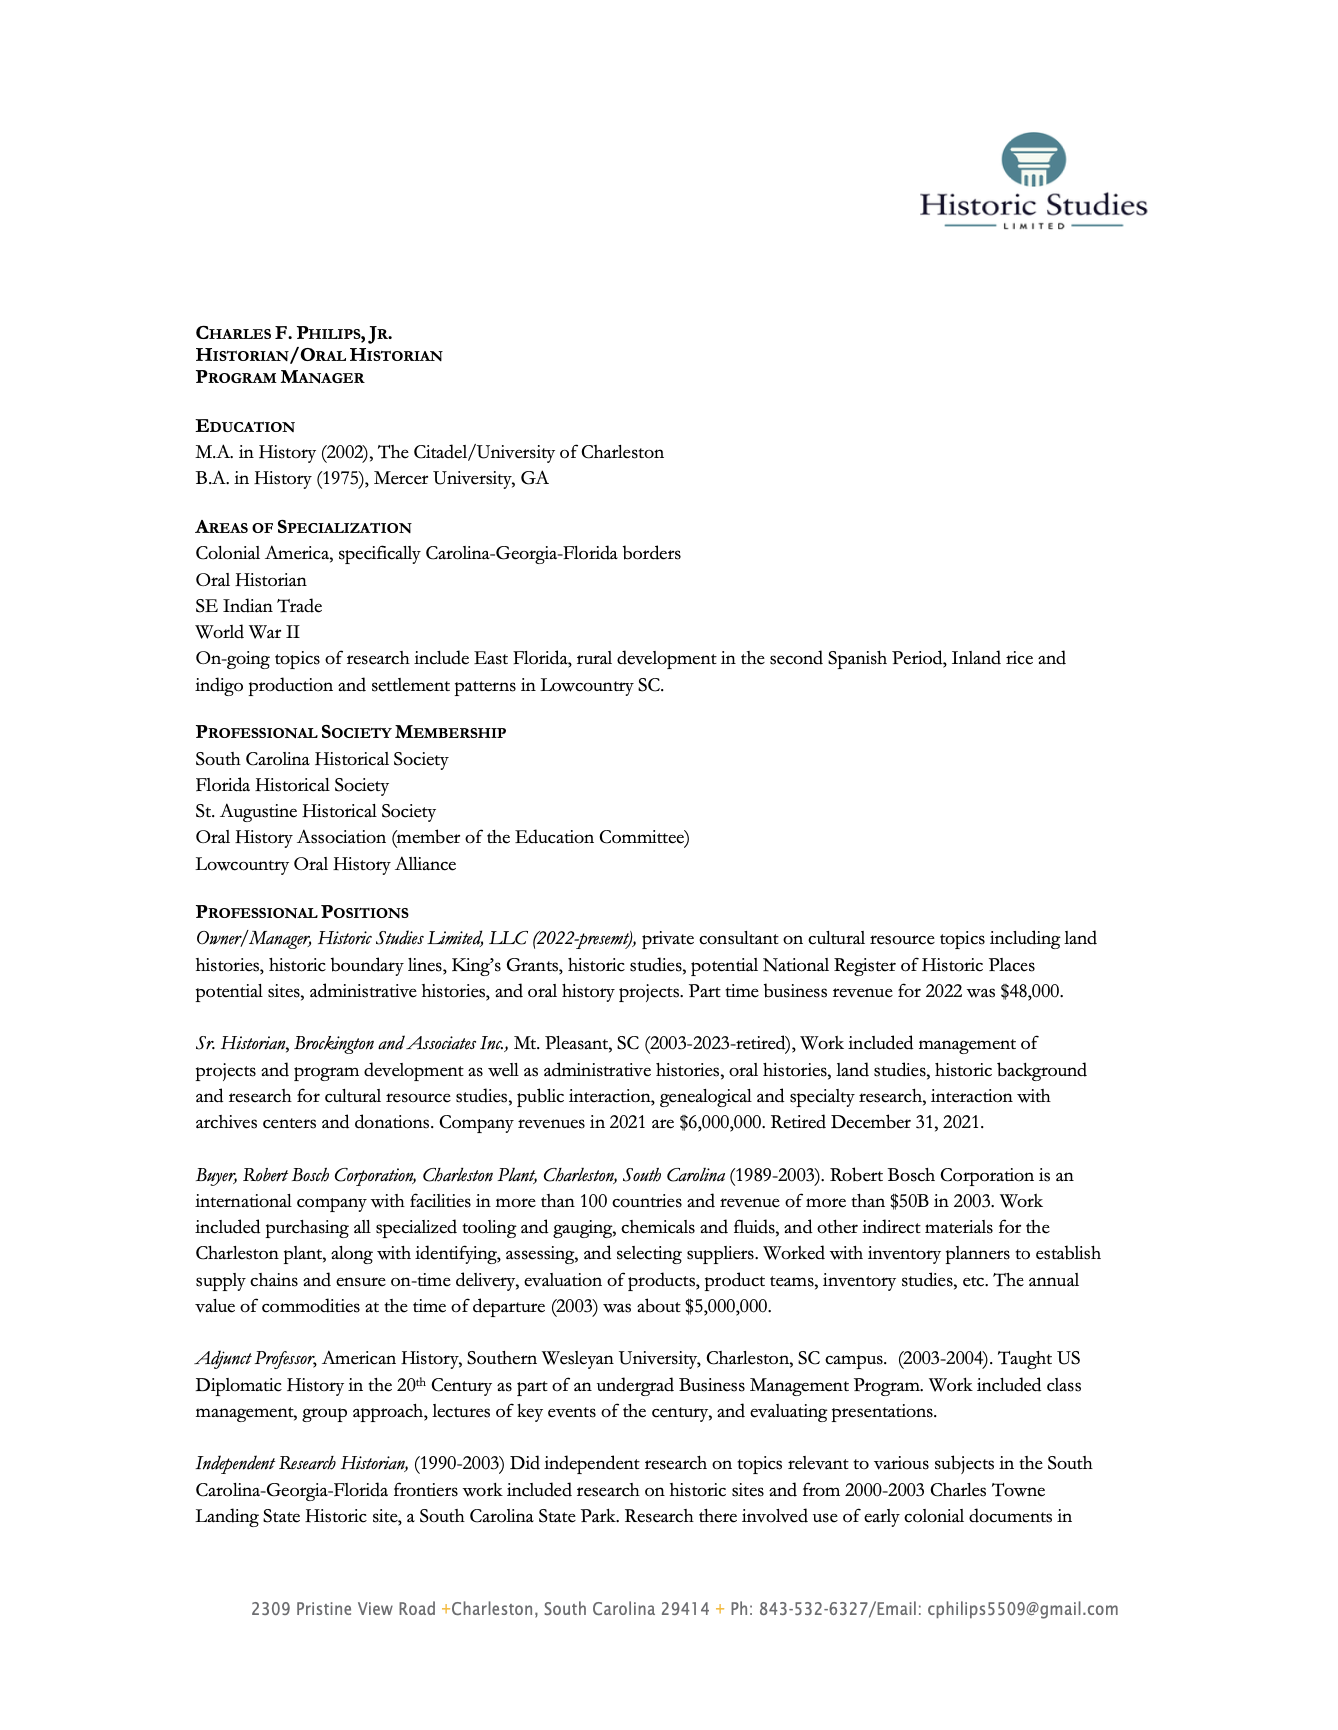 Historic Studies
LIMITED
CHARLES F. PHILIPS, JR.
HISTORIAN/ORAL HISTORIAN
PROGRAM MANAGER
EDUCATION
M.A. in History (2002), The Citadel/University of Charleston
B.A. in History (1975), Mercer University, GA
AREAS OF SPECIALIZATION
Colonial America, specifically Carolina-Georgia-Florida borders
Oral Historian
SE Indian Trade
World War II
On-going topics of research include East Florida, rural development in the second Spanish Period, Inland rice and
indigo production and settlement patterns in Lowcountry SC.
PROFESSIONAL SOCIETY MEMBERSHIP
South Carolina Historical Society
Florida Historical Society
St. Augustine Historical Society
Oral History Association (member of the Education Committee)
Lowcountry Oral History Alliance
PROFESSIONAL POSITIONS
Owner/Manager, Historic Studies Limited, LLC (2022-presemt), private consultant on cultural resource topics including land
histories, historic boundary lines, King's Grants, historic studies, potential National Register of Historic Places
potential sites, administrative histories, and oral history projects. Part time business revenue for 2022 was $48,000.
Sr. Historian, Brockington and Associates Inc., Mt. Pleasant, SC (2003-2023-retired), Work included management of
projects and program development as well as administrative histories, oral histories, land studies, historic background
and research for cultural resource studies, public interaction, genealogical and specialty research, interaction with
archives centers and donations. Company revenues in 2021 are $6,000,000. Retired December 31, 2021.
Buyer, Robert Bosch Corporation, Charleston Plant, Charleston, South Carolina (1989-2003). Robert Bosch Corporation is an
international company with facilities in more than 100 countries and revenue of more than $50B in 2003. Work
included purchasing all specialized tooling and gauging, chemicals and fluids, and other indirect materials for the
Charleston plant, along with identifying, assessing, and selecting suppliers. Worked with inventory planners to establish
supply chains and ensure on-time delivery, evaluation of products, product teams, inventory studies, etc. The annual
value of commodities at the time of departure (2003) was about $5,000,000.
Adjunct Professor, American History, Southern Wesleyan University, Charleston, SC campus. (2003-2004). Taught US
Diplomatic History in the 20th Century as part of an undergrad Business Management Program. Work included class
management, group approach, lectures of key events of the century, and evaluating presentations.
Independent Research Historian, (1990-2003) Did independent research on topics relevant to various subjects in the South
Carolina-Georgia-Florida frontiers work included research on historic sites and from 2000-2003 Charles Towne
Landing State Historic site, a South Carolina State Park. Research there involved use of early colonial documents in
2309 Pristine View Road +Charleston, South Carolina 29414 + Ph: 843-532-6327/Email: cphilips5509@gmail.com